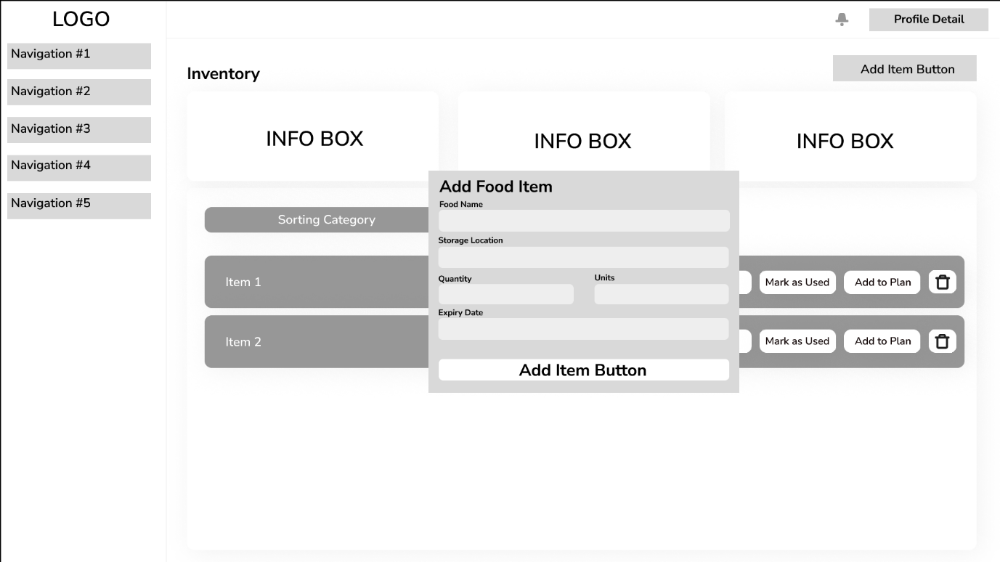 LOGO
Profile Detail
Navigation #1
Navigation #2
Navigation #3
Navigation #4
Navigation #5
Inventory
Add Item Button
INFO BOX
INFO BOX
INFO BOX
Sorting Category
Item 1
Mark as Used
Add to Plan
Item 2
Mark as Used
Add to Plan
Add Food Item
Food Name
Storage Location
Quantity
Units
Expiry Date
Add Item Button